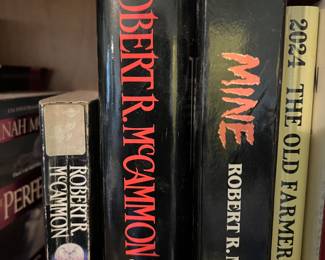 NAH M
PERFE
ROBERT R.
McCAMMON
ROBERT R. McCAMMON
MINE
ROBERT R. M
2024
THE OLD FARMER